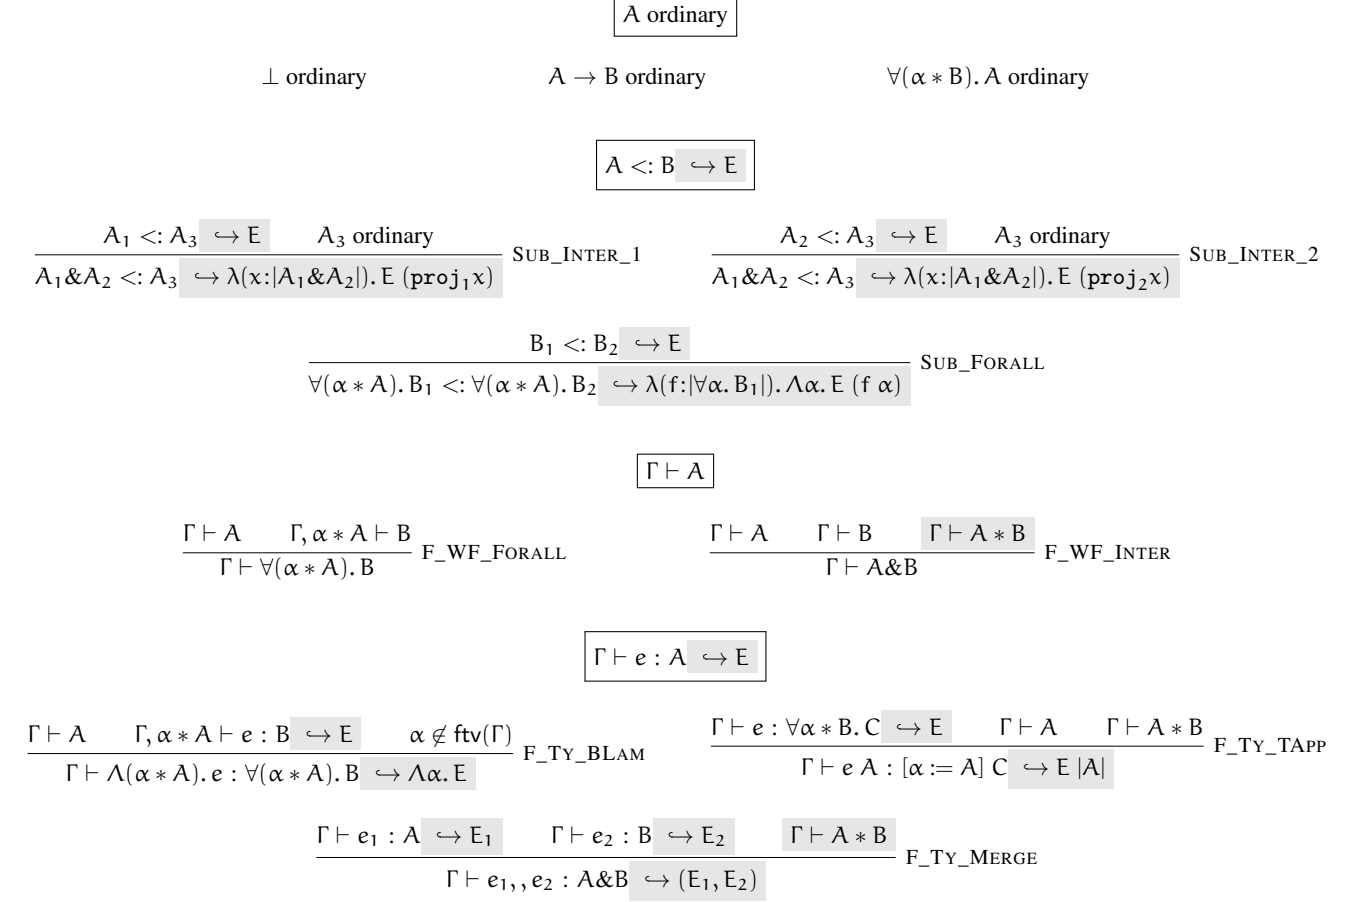 A ordinary
⊥ ordinary A → B ordinary ∀(α ∗ B). A ordinary
A <: B ↪ E
A₁ <: A₃ ↪ E A₃ ordinary
A₁&A₂ <: A₃ ↪ λ(x:|A₁&A₂|). E (proj₁x) SUB_INTER_1
A₂ <: A₃ ↪ E A₃ ordinary
A₁&A₂ <: A₃ ↪ λ(x:|A₁&A₂|). E (proj₂x) SUB_INTER_2
B₁ <: B₂ ↪ E
∀(α ∗ A). B₁ <: ∀(α ∗ A). B₂ ↪ λ(f:|∀α. B₁|). Λα. E (f α) SUB_FORALL
Γ ⊢ A
Γ ⊢ A Γ, α ∗ A ⊢ B
Γ ⊢ ∀(α ∗ A). B F_WF_FORALL
Γ ⊢ A Γ ⊢ B Γ ⊢ A ∗ B
Γ ⊢ A&B F_WF_INTER
Γ ⊢ e : A ↪ E
Γ ⊢ A Γ, α ∗ A ⊢ e : B ↪ E α ∉ ftv(Γ)
Γ ⊢ Λ(α ∗ A). e : ∀(α ∗ A). B ↪ Λα. E F_TY_BLAM
Γ ⊢ e : ∀α ∗ B. C ↪ E Γ ⊢ A Γ ⊢ A ∗ B
Γ ⊢ e A : [α := A] C ↪ E |A| F_TY_TAPP
Γ ⊢ e₁ : A ↪ E₁ Γ ⊢ e₂ : B ↪ E₂ Γ ⊢ A ∗ B
Γ ⊢ e₁, , e₂ : A&B ↪ (E₁, E₂) F_TY_MERGE